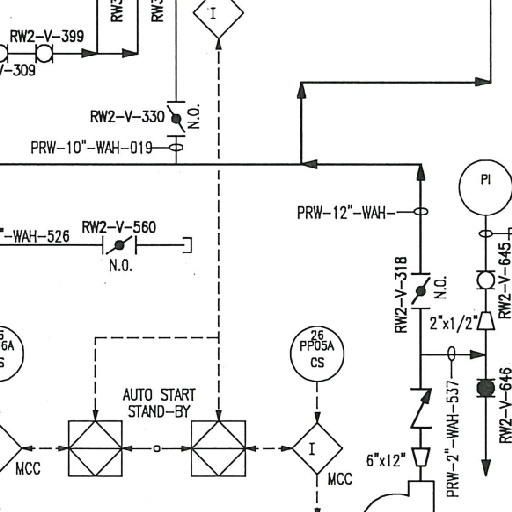 RW3
RW3
I
RW2-V-399
V-309
RW2-V-330
N.O.
PRW-10"-WAH-019
PI
PRW-12"-WAH-
"-WAH-526
RW2-V-560
N.O.
RW2-V-318
N.O.
RW2-V-645
2"x1/2"
6A
S
26
PP05A
CS
AUTO START
STAND-BY
RW2-V-646
PRW-2"-WAH-537
I
MCC
MCC
6"x12"